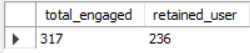 total_engaged retained_user
317 236